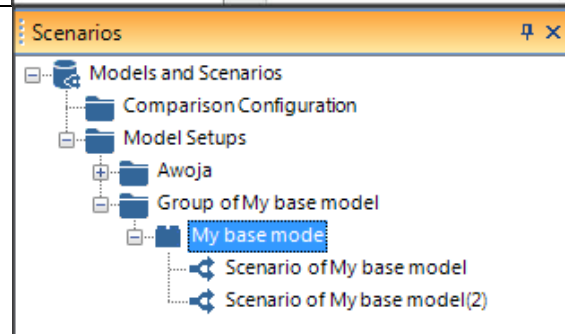 Scenarios
Models and Scenarios
Comparison Configuration
Model Setups
Awoja
Group of My base model
My base mode
Scenario of My base model
Scenario of My base model(2)